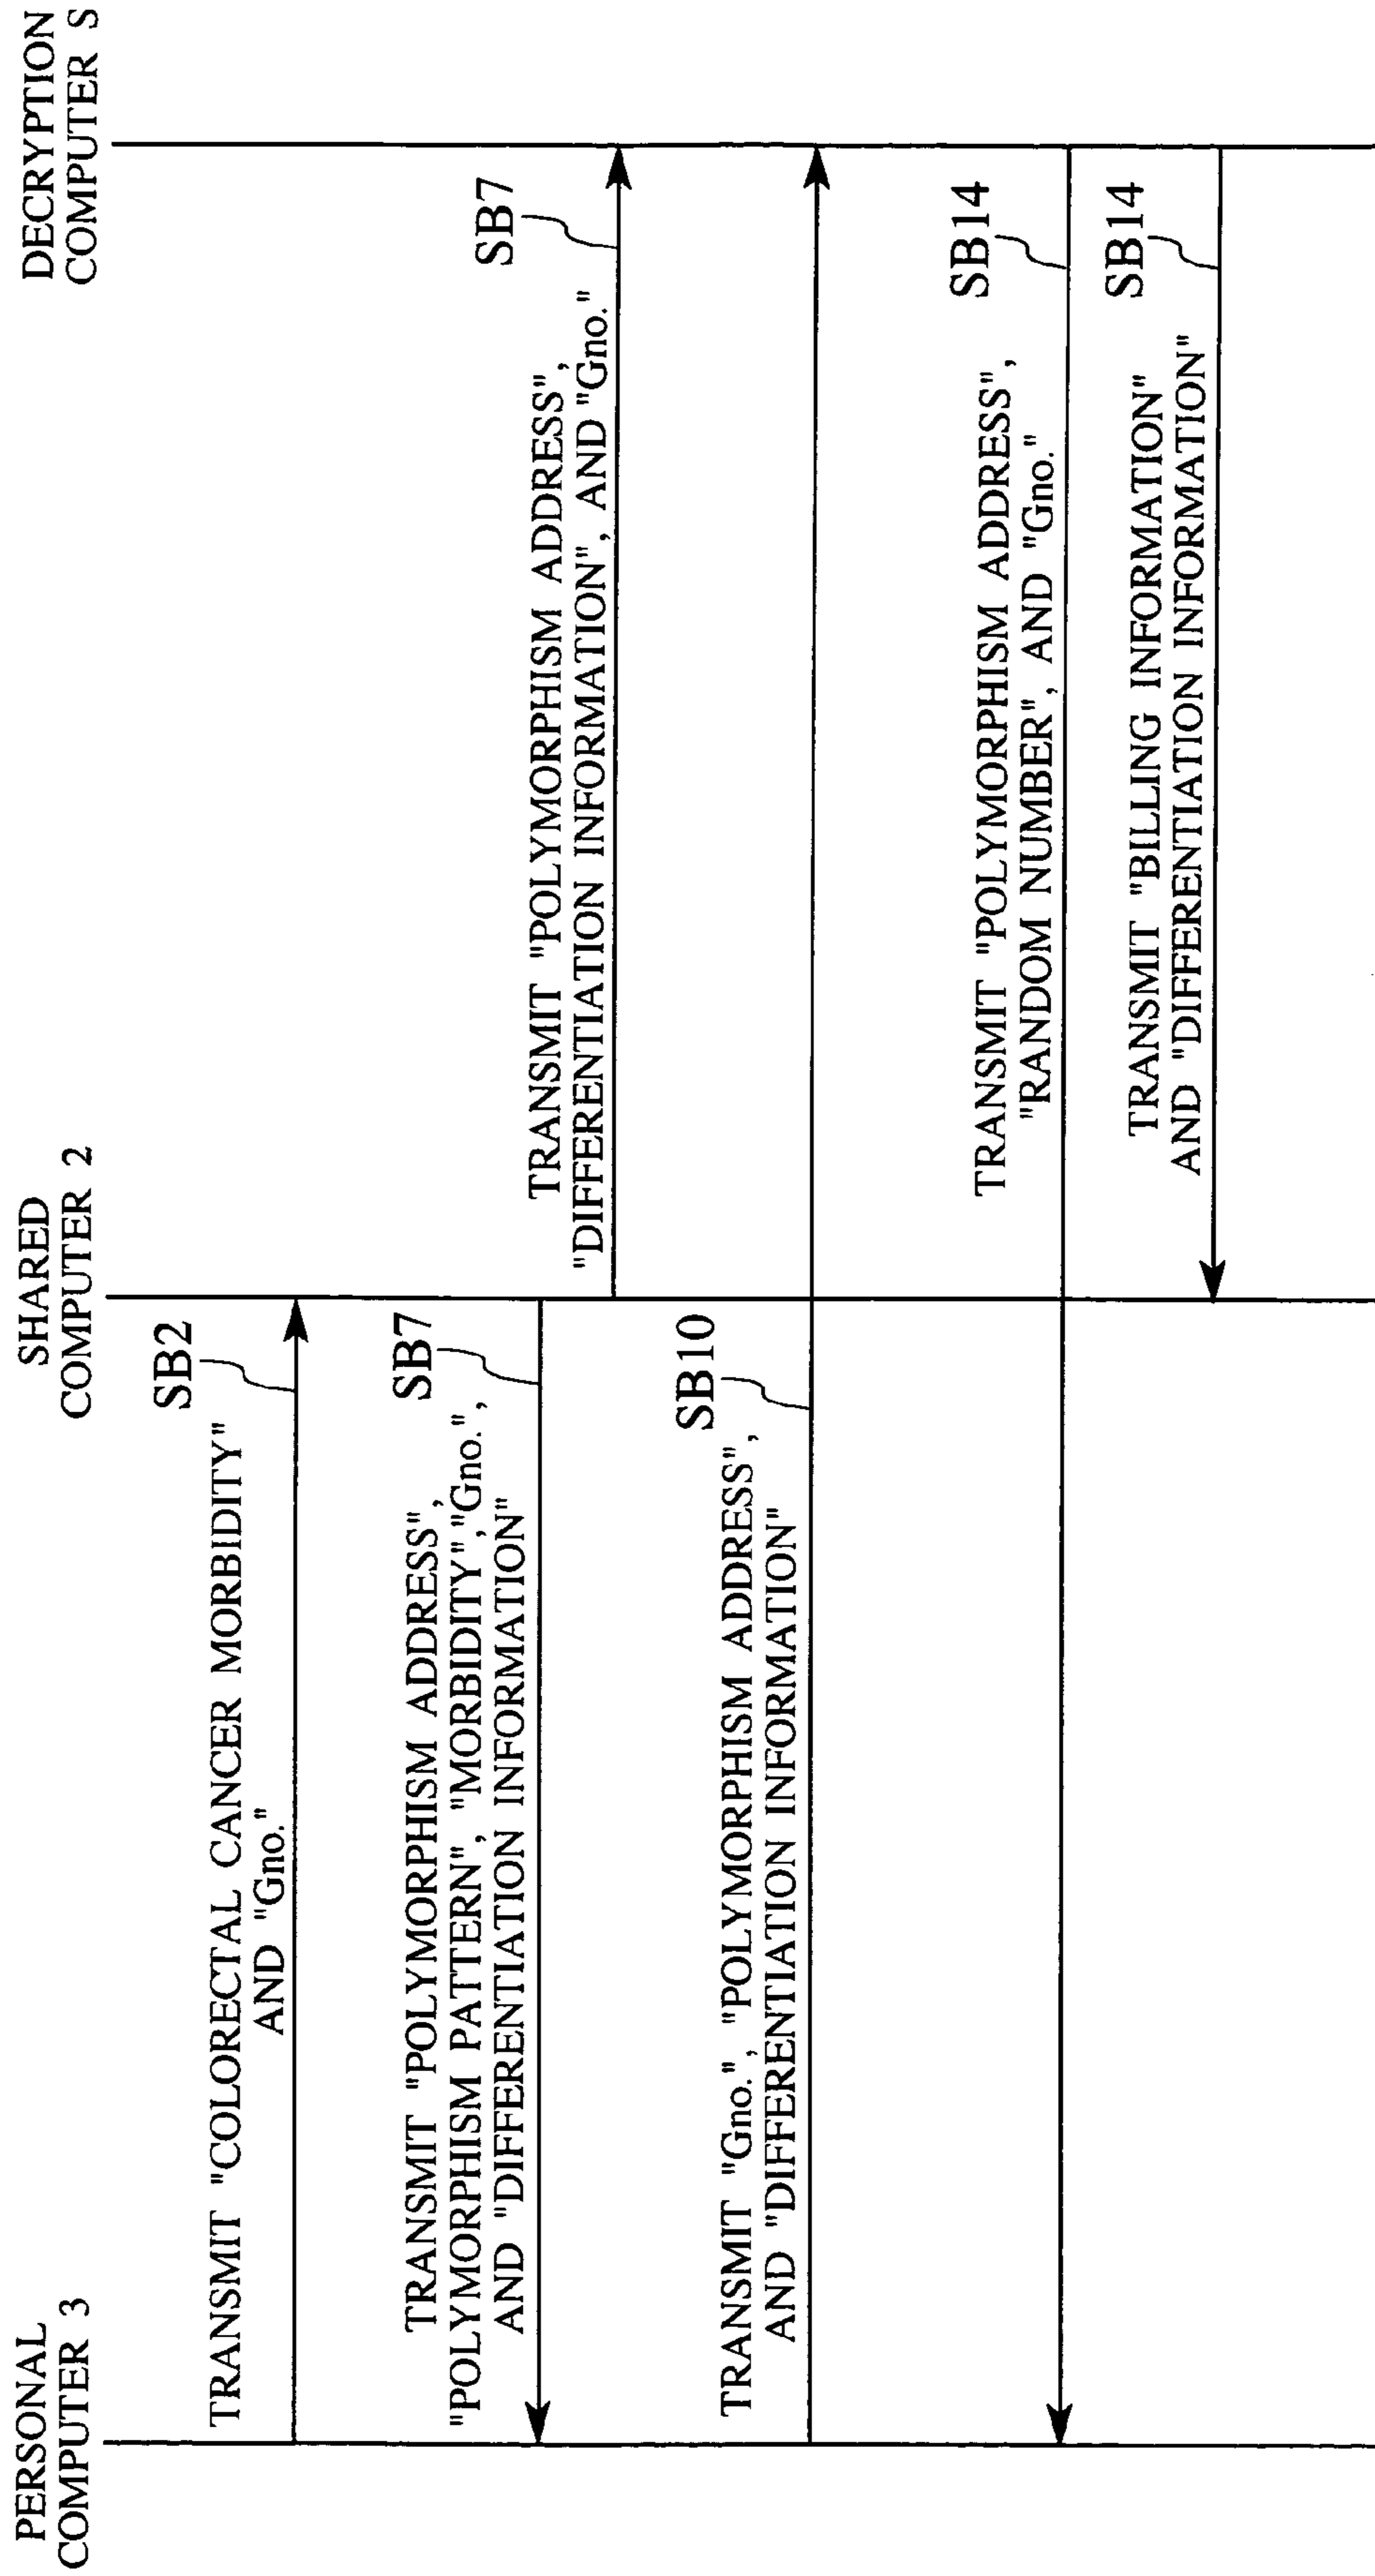 PERSONAL
COMPUTER 3
SHARED
COMPUTER 2
DECRYPTION
COMPUTER S
TRANSMIT "COLORECTAL CANCER MORBIDITY"
AND "Gno."
SB2
TRANSMIT "POLYMORPHISM ADDRESS",
"POLYMORPHISM PATTERN", "MORBIDITY","Gno.",
AND "DIFFERENTIATION INFORMATION"
SB7
TRANSMIT "POLYMORPHISM ADDRESS",
"DIFFERENTIATION INFORMATION", AND "Gno."
SB7
TRANSMIT "Gno.", "POLYMORPHISM ADDRESS",
AND "DIFFERENTIATION INFORMATION"
SB10
TRANSMIT "POLYMORPHISM ADDRESS",
"RANDOM NUMBER", AND "Gno."
SB14
TRANSMIT "BILLING INFORMATION"
AND "DIFFERENTIATION INFORMATION"
SB14